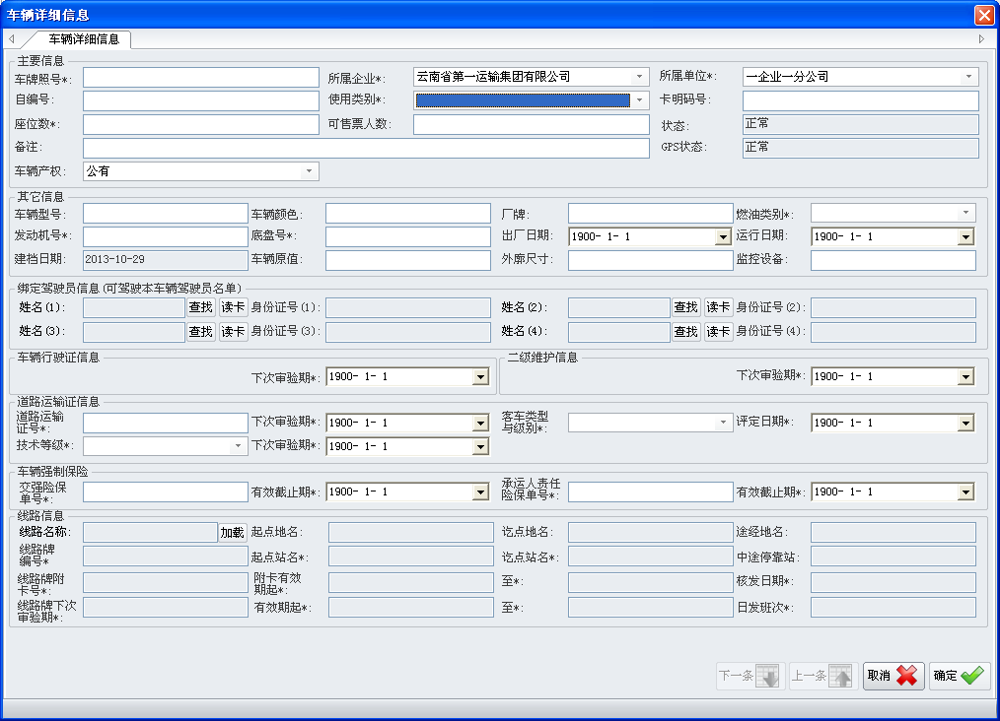 车辆详细信息
车辆详细信息
主要信息
车牌照号*: 所属企业*: 云南省第一运输集团有限公司 所属单位*: 一企业一分公司
自编号: 使用类别*: 卡明码号:
座位数*: 可售票人数: 状态: 正常
备注: GPS状态: 正常
车辆产权: 公有
其它信息
车辆型号: 车辆颜色: 厂牌: 燃油类别*:
发动机号*: 底盘号*: 出厂日期: 1900- 1- 1 运行日期: 1900- 1- 1
建档日期: 2013-10-29 车辆原值: 外廓尺寸: 监控设备:
绑定驾驶员信息(可驾驶本车辆驾驶员名单)
姓名(1): 查找 读卡 身份证号(1): 姓名(2): 查找 读卡 身份证号(2):
姓名(3): 查找 读卡 身份证号(3): 姓名(4): 查找 读卡 身份证号(4):
车辆行驶证信息 二级维护信息
下次审验期*: 1900- 1- 1 下次审验期*: 1900- 1- 1
道路运输证信息
道路运输证号*: 下次审验期*: 1900- 1- 1 客车类型与级别*: 评定日期*: 1900- 1- 1
技术等级*: 下次审验期*: 1900- 1- 1
车辆强制保险
交强险保单号*: 有效截止期*: 1900- 1- 1 承运人责任险保单号*: 有效截止期*: 1900- 1- 1
线路信息
线路名称: 加载 起点地名: 讫点地名: 途经地名:
线路牌编号* 起点站名*: 讫点站名*: 中途停靠站:
线路牌附卡号*: 附卡有效期起*: 至*: 核发日期*:
线路牌下次审验期*: 有效期起*: 至*: 日发班次*:
下一条 上一条 取消 确定